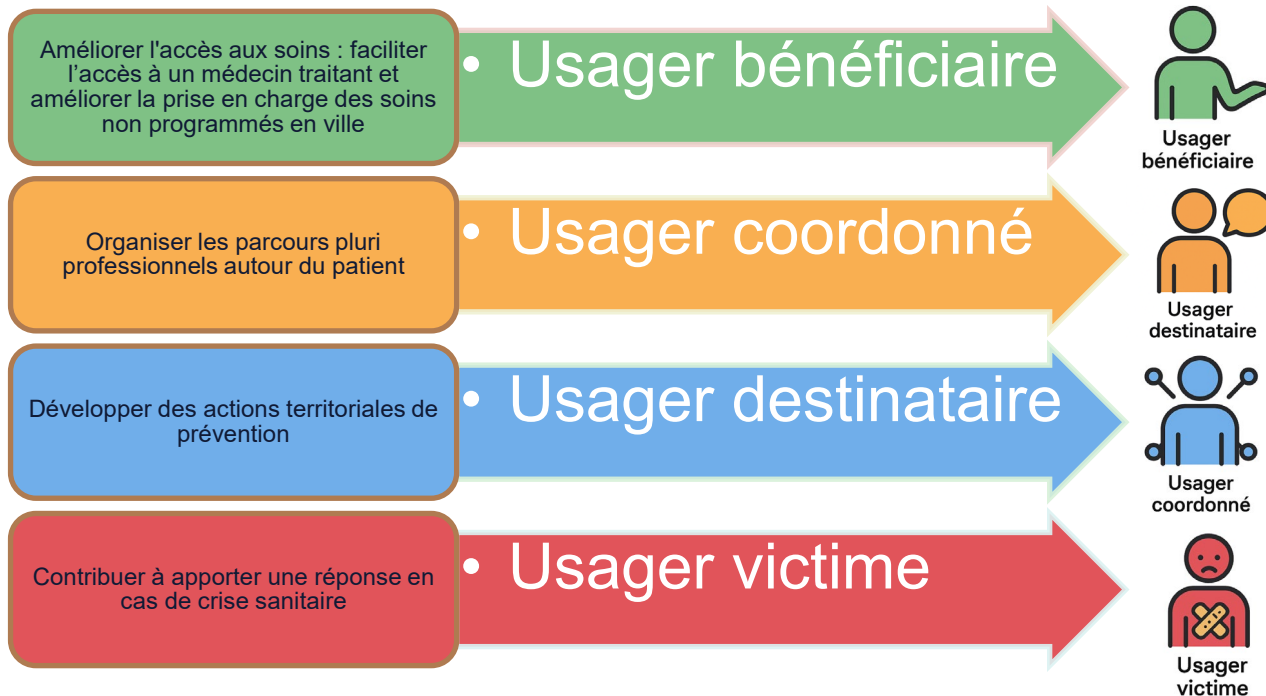 Améliorer l'accès aux soins : faciliter
l’accès à un médecin traitant et
améliorer la prise en charge des soins
non programmés en ville
• Usager bénéficiaire
Usager
bénéficiaire
Organiser les parcours pluri
professionnels autour du patient
• Usager coordonné
Usager
destinataire
Développer des actions territoriales de
prévention
• Usager destinataire
Usager
coordonné
Contribuer à apporter une réponse en
cas de crise sanitaire
• Usager victime
Usager
victime